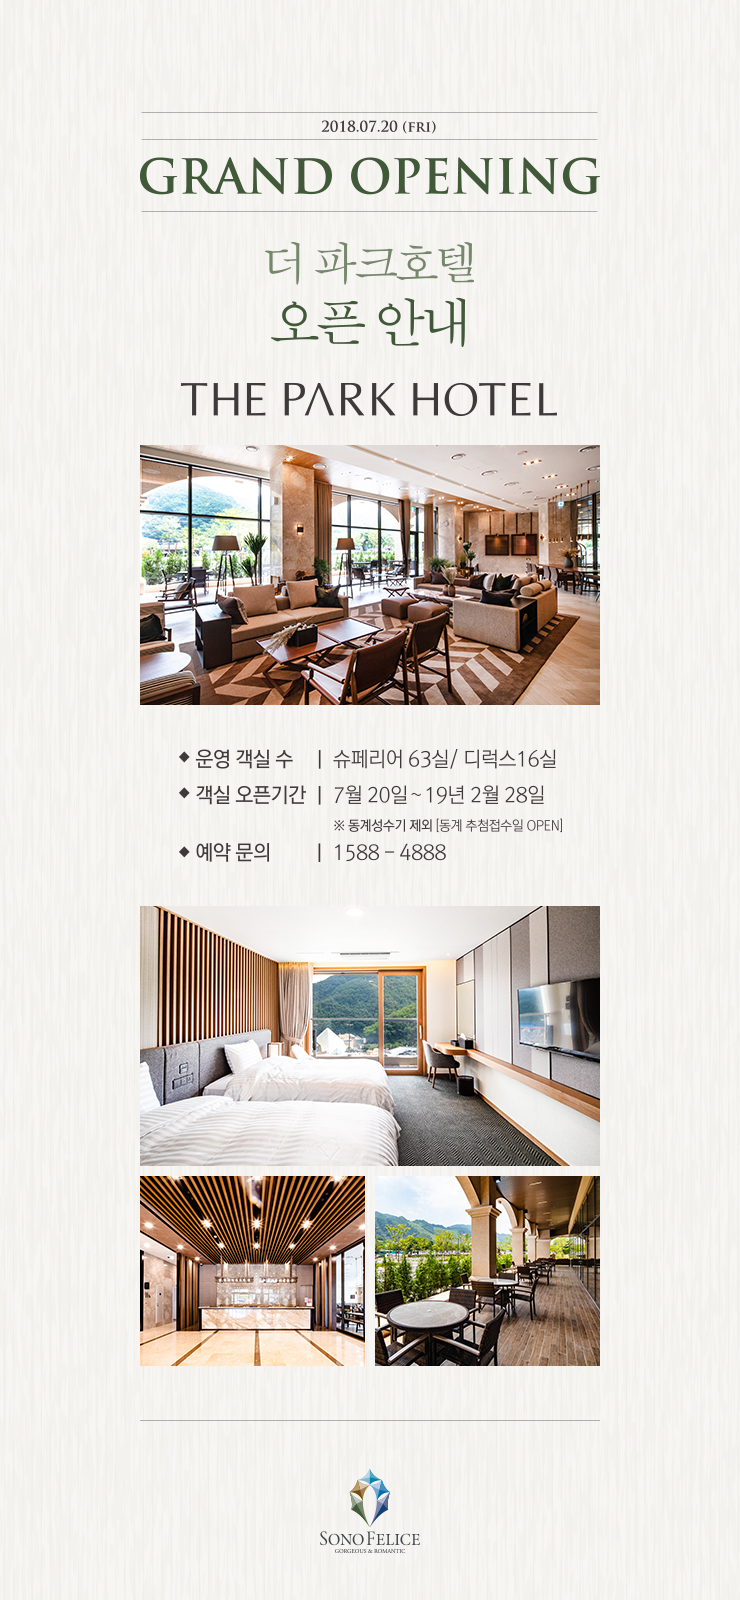 2018.07.20 (FRI)
GRAND OPENING
더 파크호텔
오픈 안내
THE PARK HOTEL
◆ 운영 객실 수 | 슈페리어 63실/ 디럭스16실
◆ 객실 오픈기간 | 7월 20일 ~ 19년 2월 28일
※ 동계성수기 제외 [동계 추첨접수일 OPEN]
◆ 예약 문의 | 1588 - 4888
SONO FELICE
GORGEOUS & ROMANTIC